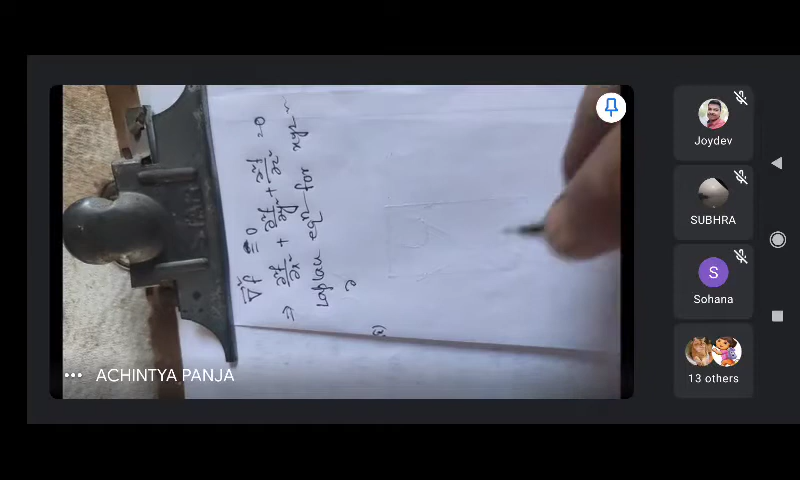 ∇²f = 0
⇒ ∂²f/∂x² + ∂²f/∂y² + ∂²f/∂z² = 0
Laplace eqn for xyz
ACHINTYA PANJA
Joydev
SUBHRA
S
Sohana
13 others